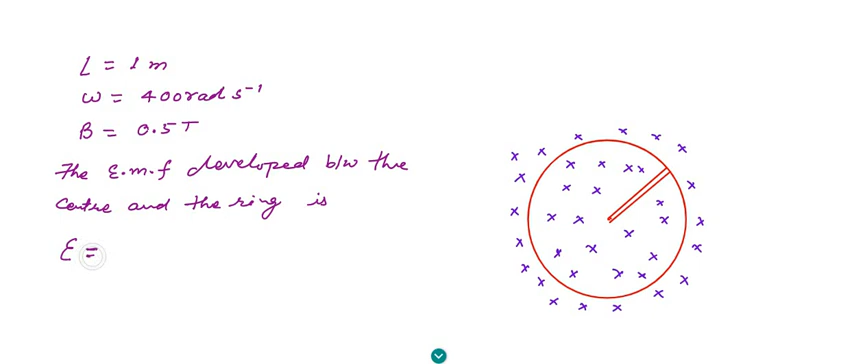 L = 1 m
ω = 400 rad s⁻¹
B = 0.5 T
The E.m.f developed b/w the
centre and the ring is
ℰ =